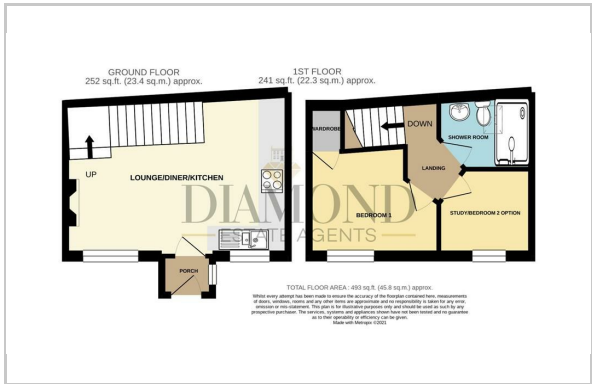 GROUND FLOOR
252 sq.ft. (23.4 sq.m.) approx.
1ST FLOOR
241 sq.ft. (22.3 sq.m.) approx.
WARDROBE
DOWN
SHOWER ROOM
UP
LOUNGE/DINER/KITCHEN
LANDING
DIAMOND
ESTATE AGENTS
BEDROOM 1
STUDY/BEDROOM 2 OPTION
PORCH
TOTAL FLOOR AREA : 493 sq.ft. (45.8 sq.m.) approx.
Whilst every attempt has been made to ensure the accuracy of the floorplan contained here, measurements
of doors, windows, rooms and any other items are approximate and no responsibility is taken for any error,
omission or mis-statement. This plan is for illustrative purposes only and should be used as such by any
prospective purchaser. The services, systems and appliances shown have not been tested and no guarantee
as to their operability or efficiency can be given.
Made with Metropix ©2021